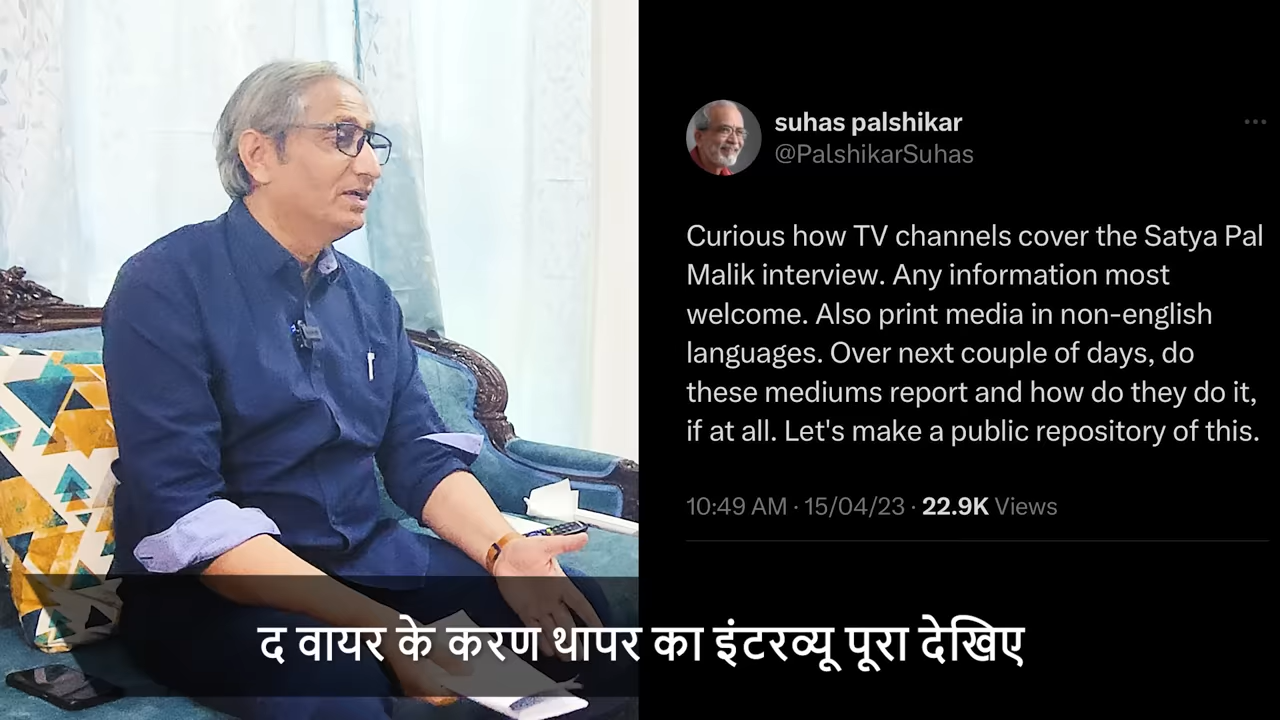 suhas palshikar
@PalshikarSuhas
Curious how TV channels cover the Satya Pal
Malik interview. Any information most
welcome. Also print media in non-english
languages. Over next couple of days, do
these mediums report and how do they do it,
if at all. Let's make a public repository of this.
10:49 AM · 15/04/23 · 22.9K Views
द वायर के करण थापर का इंटरव्यू पूरा देखिए